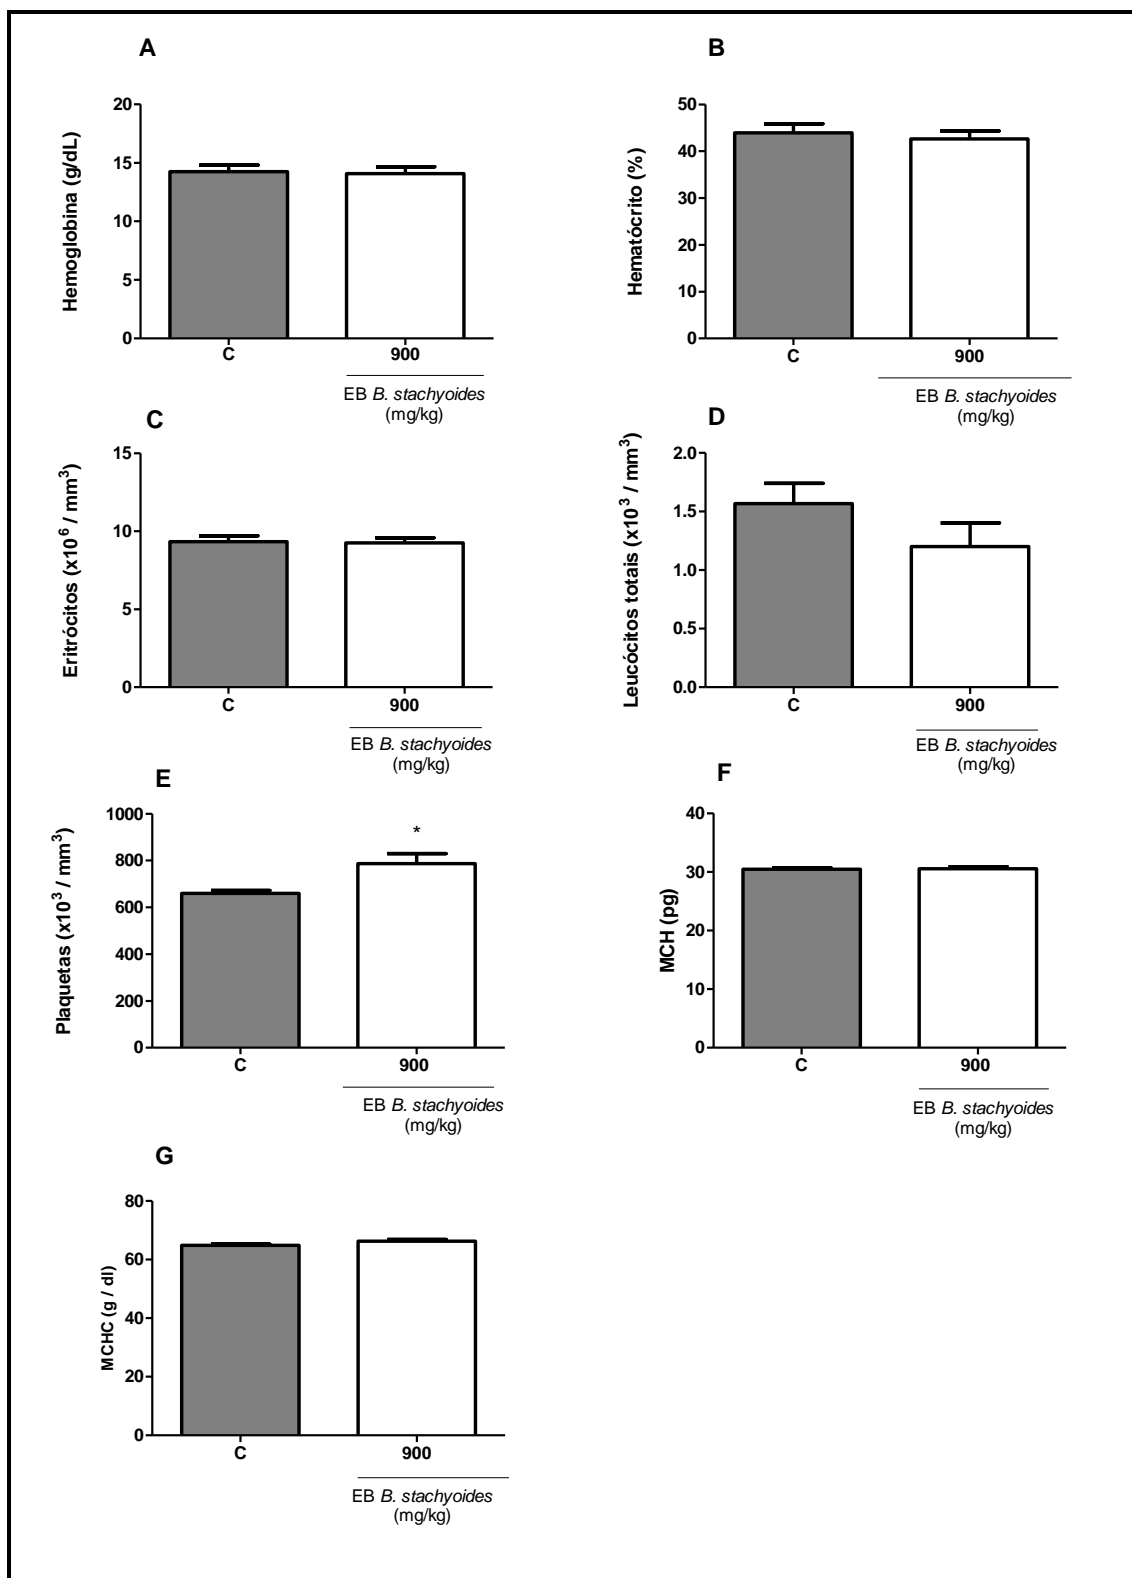 A
Hemoglobina (g/dL)
20
15
10
5
0
C
900
EB B. stachyoides
(mg/kg)
B
Hematócrito (%)
50
40
30
20
10
0
C
900
EB B. stachyoides
(mg/kg)
C
Eritrócitos (x10⁶ / mm³)
15
10
5
0
C
900
EB B. stachyoides
(mg/kg)
D
Leucócitos totais (x10³ / mm³)
2.0
1.5
1.0
0.5
0.0
C
900
EB B. stachyoides
(mg/kg)
E
Plaquetas (x10³ / mm³)
1000
800
600
400
200
0
*
C
900
EB B. stachyoides
(mg/kg)
F
MCH (pg)
40
30
20
10
0
C
900
EB B. stachyoides
(mg/kg)
G
MCHC (g / dl)
80
60
40
20
0
C
900
EB B. stachyoides
(mg/kg)